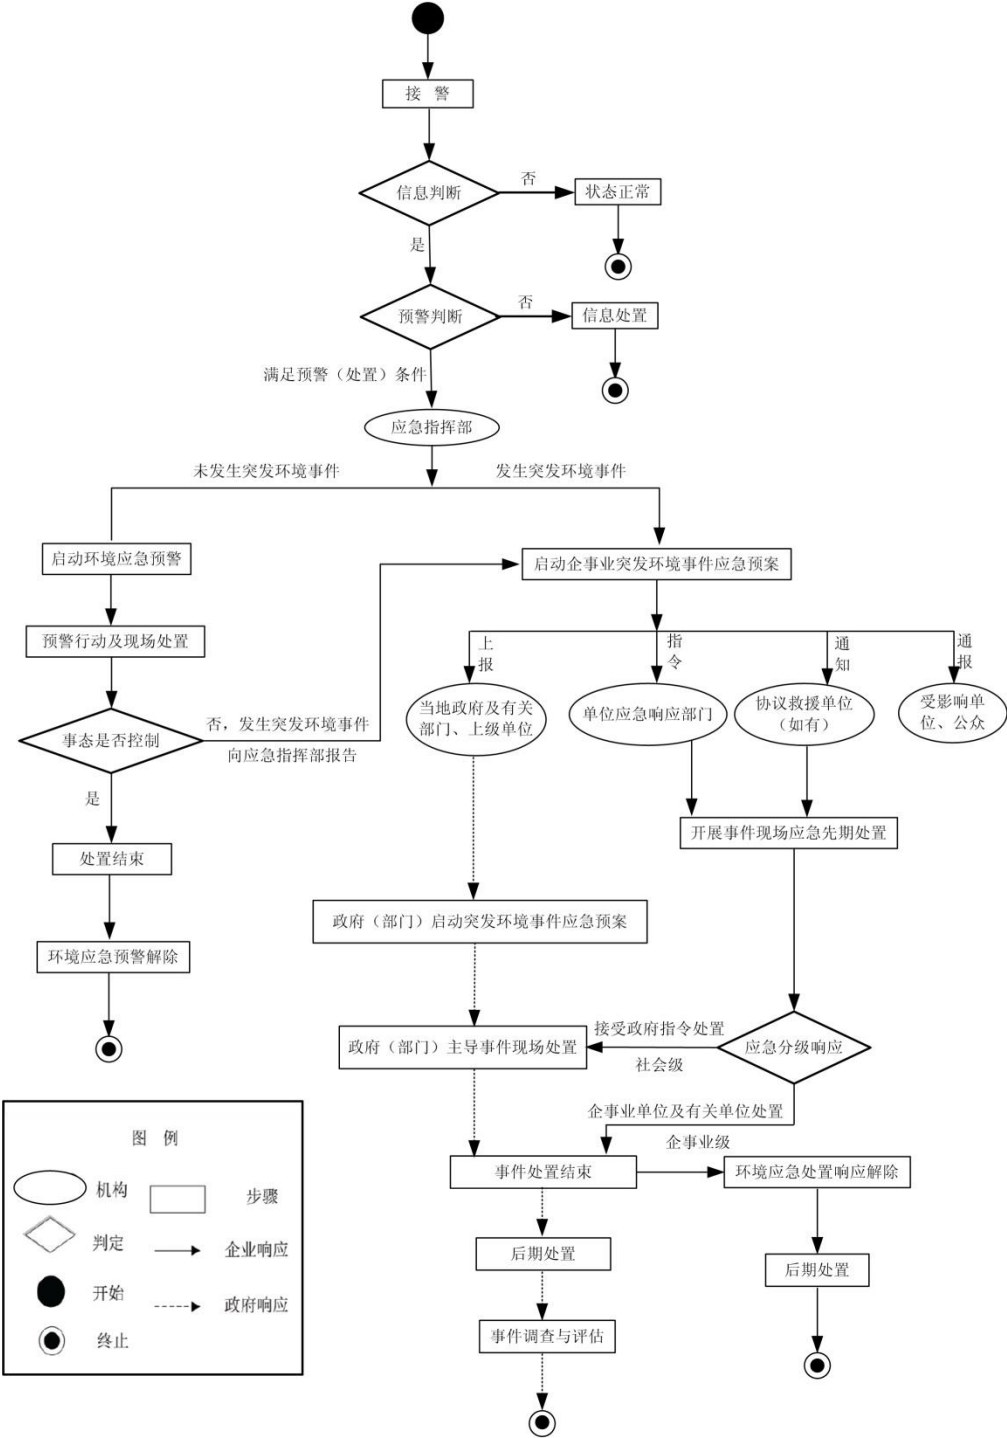 接 警
信息判断
否
状态正常
是
预警判断
否
信息处置
满足预警（处置）条件
应急指挥部
未发生突发环境事件
发生突发环境事件
启动环境应急预警
启动企事业突发环境事件应急预案
预警行动及现场处置
上报
指令
通知
通报
当地政府及有关
部门、上级单位
单位应急响应部门
协议救援单位
（如有）
受影响单
位、公众
事态是否控制
否，发生突发环境事件
向应急指挥部报告
是
开展事件现场应急先期处置
处置结束
政府（部门）启动突发环境事件应急预案
环境应急预警解除
接受政府指令处置
社会级
政府（部门）主导事件现场处置
应急分级响应
企事业单位及有关单位处置
企事业级
事件处置结束
环境应急处置响应解除
后期处置
后期处置
事件调查与评估
图 例
机构
步骤
判定
企业响应
开始
政府响应
终止